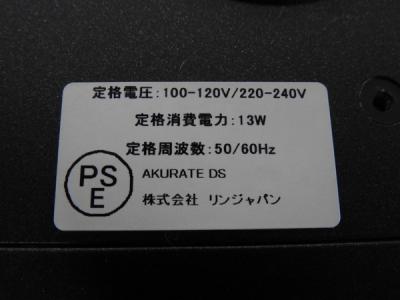 定格電圧:100-120V/220-240V
定格消費電力:13W
定格周波数:50/60Hz
PS
E
AKURATE DS
株式会社 リンジャパン